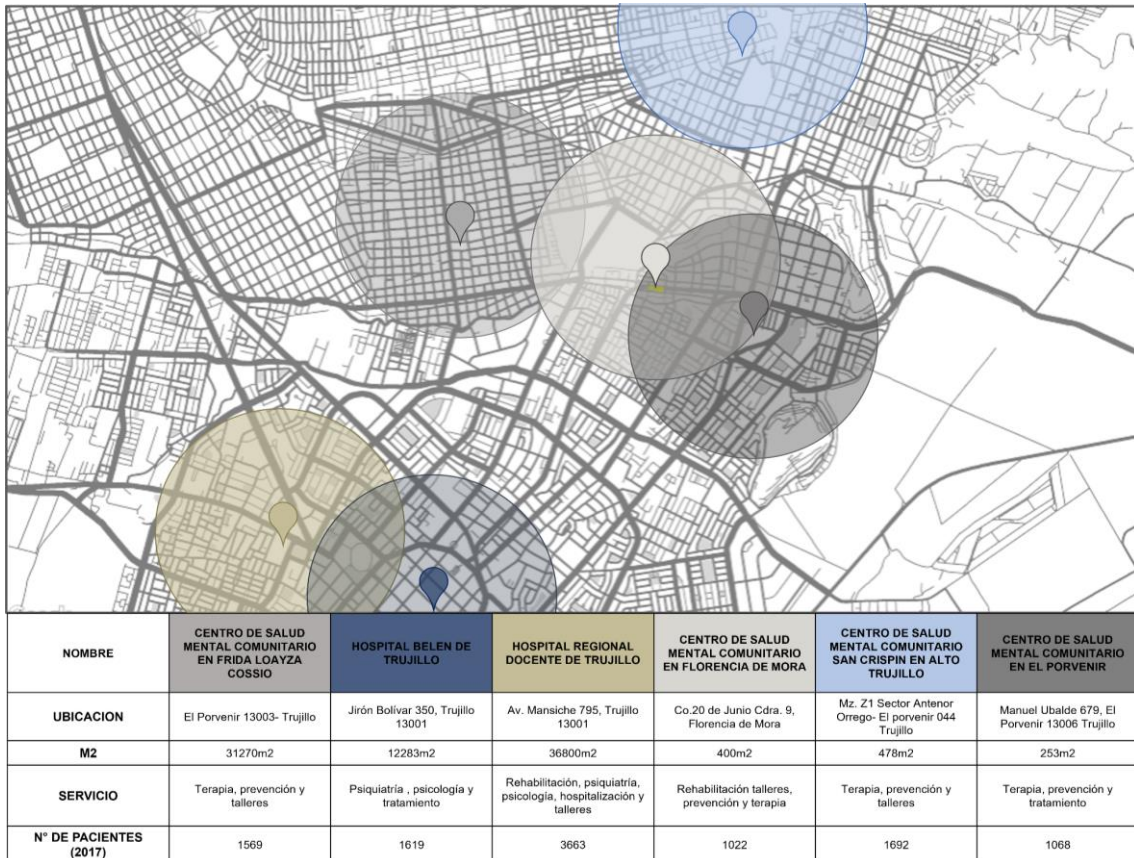 NOMBRE
CENTRO DE SALUD
MENTAL COMUNITARIO
EN FRIDA LOAYZA
COSSIO
HOSPITAL BELEN DE
TRUJILLO
HOSPITAL REGIONAL
DOCENTE DE TRUJILLO
CENTRO DE SALUD
MENTAL COMUNITARIO
EN FLORENCIA DE MORA
CENTRO DE SALUD
MENTAL COMUNITARIO
SAN CRISPIN EN ALTO
TRUJILLO
CENTRO DE SALUD
MENTAL COMUNITARIO
EN EL PORVENIR
UBICACION
El Porvenir 13003- Trujillo
Jirón Bolívar 350, Trujillo
13001
Av. Mansiche 795, Trujillo
13001
Co.20 de Junio Cdra. 9,
Florencia de Mora
Mz. Z1 Sector Antenor
Orrego- El porvenir 044
Trujillo
Manuel Ubalde 679, El
Porvenir 13006 Trujillo
M2
31270m2
12283m2
36800m2
400m2
478m2
253m2
SERVICIO
Terapia, prevención y
talleres
Psiquiatría , psicología y
tratamiento
Rehabilitación, psiquiatría,
psicología, hospitalización y
talleres
Rehabilitación talleres,
prevención y terapia
Terapia, prevención y
talleres
Terapia, prevención y
tratamiento
N° DE PACIENTES
(2017)
1569
1619
3663
1022
1692
1068